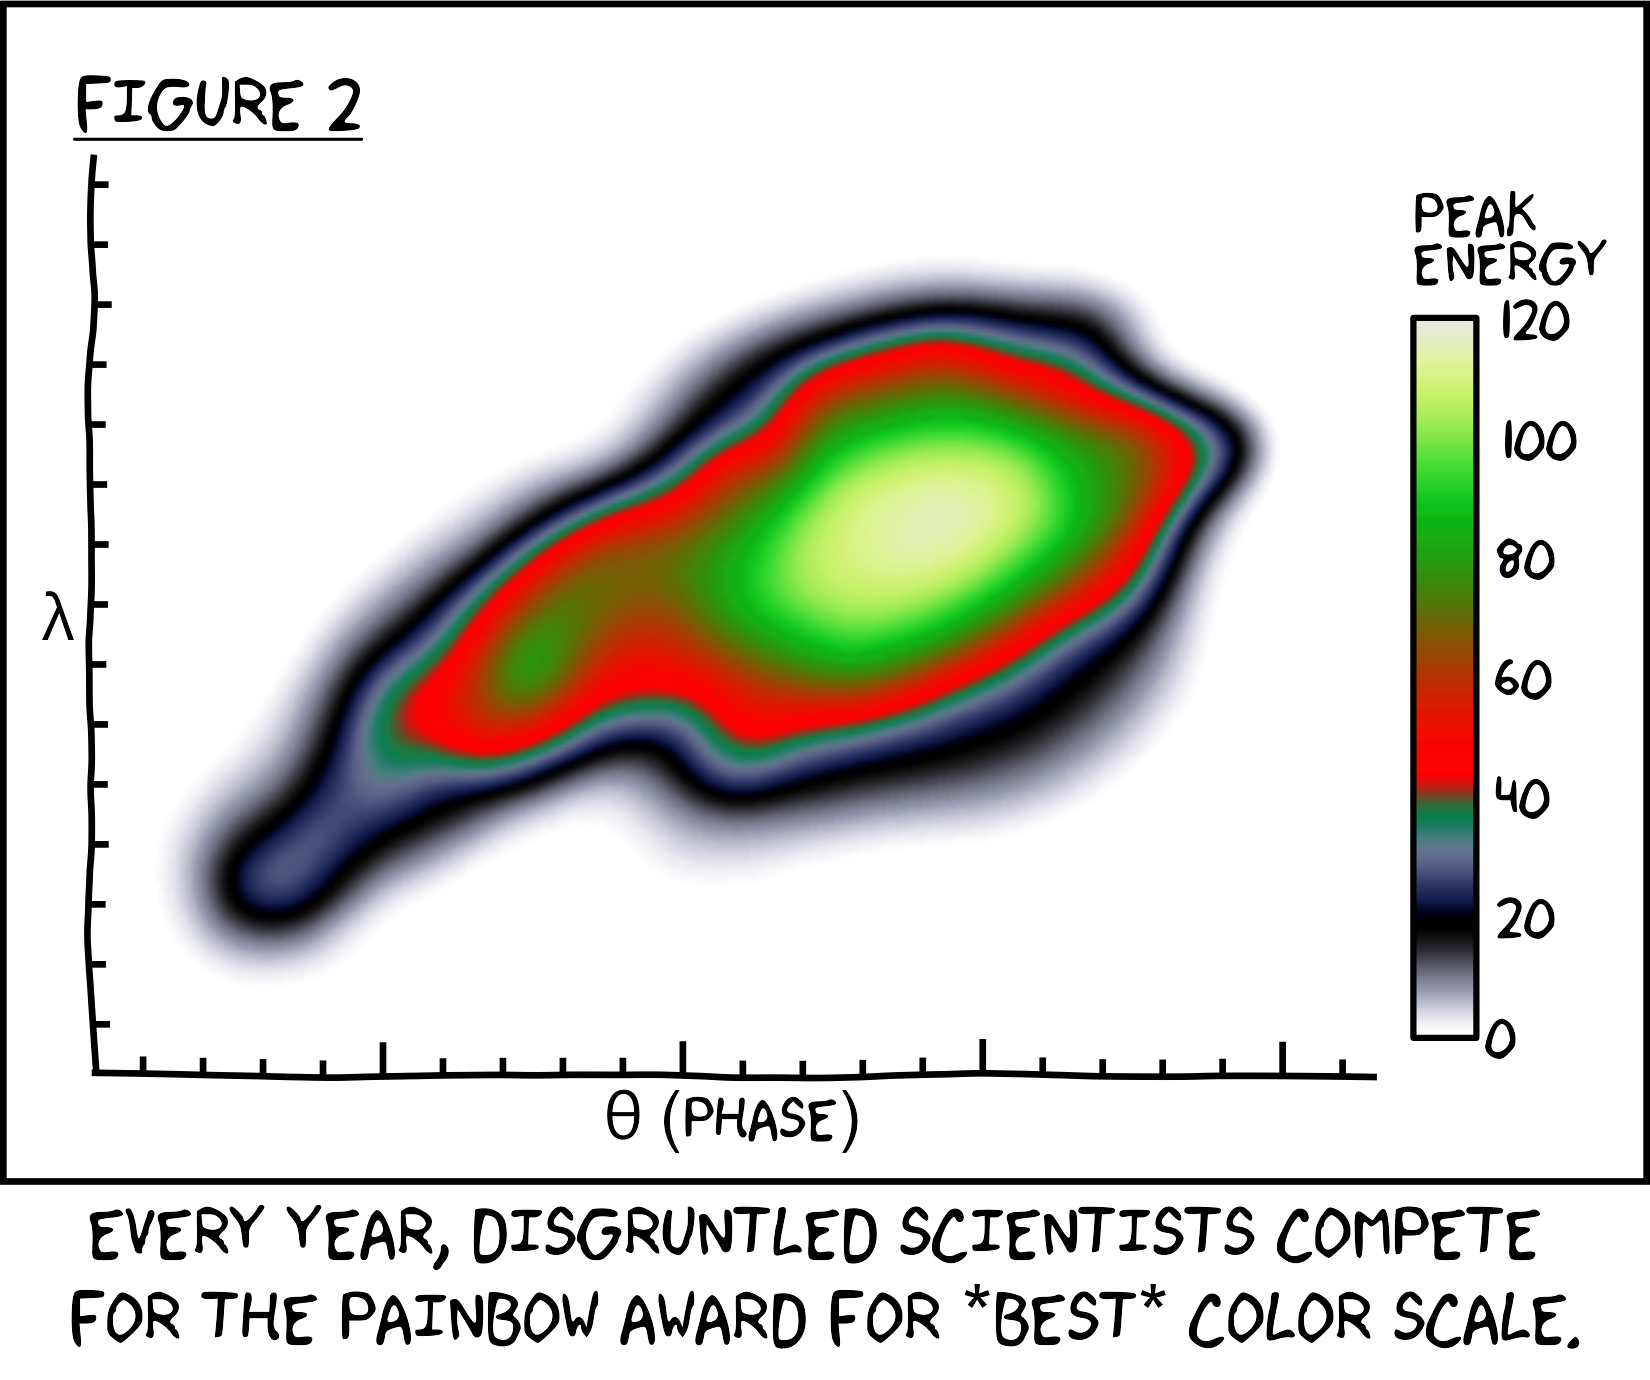 FIGURE 2
PEAK
ENERGY
120
100
80
60
40
20
0
λ
θ (PHASE)
EVERY YEAR, DISGRUNTLED SCIENTISTS COMPETE
FOR THE PAINBOW AWARD FOR *BEST* COLOR SCALE.